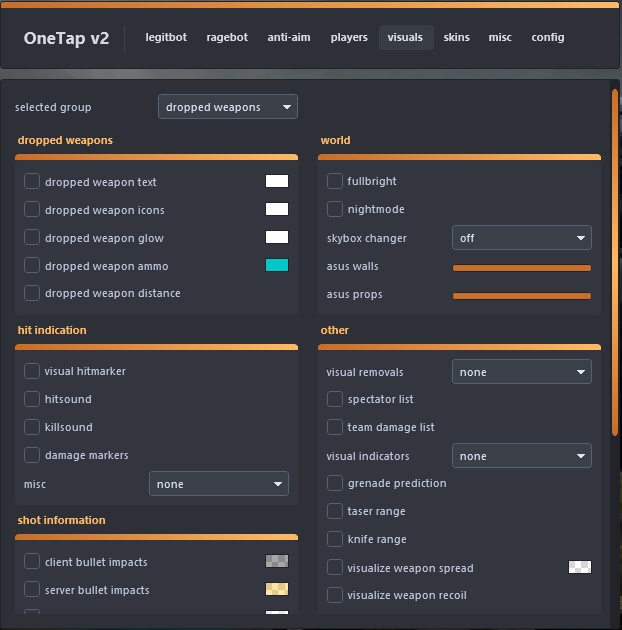 OneTap v2
legitbot ragebot anti-aim players visuals skins misc config
selected group dropped weapons
dropped weapons
dropped weapon text
dropped weapon icons
dropped weapon glow
dropped weapon ammo
dropped weapon distance
hit indication
visual hitmarker
hitsound
killsound
damage markers
misc none
shot information
client bullet impacts
server bullet impacts
world
fullbright
nightmode
skybox changer off
asus walls
asus props
other
visual removals none
spectator list
team damage list
visual indicators none
grenade prediction
taser range
knife range
visualize weapon spread
visualize weapon recoil